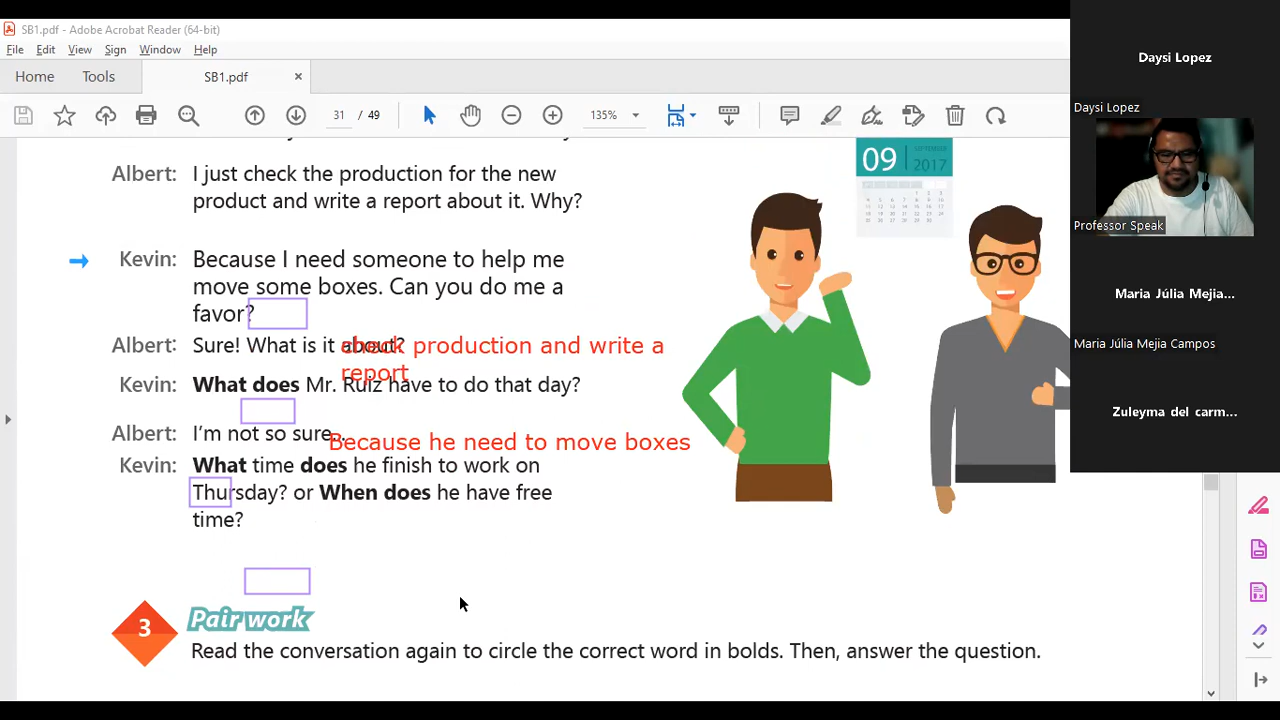 SB1.pdf - Adobe Acrobat Reader (64-bit)
File Edit View Sign Window Help
Home Tools SB1.pdf ×
31 / 49 135%
Albert: I just check the production for the new
product and write a report about it. Why?
Kevin: Because I need someone to help me
move some boxes. Can you do me a
favor?
Albert: Sure! What is it about?
check production and write a
report
Kevin: What does Mr. Ruiz have to do that day?
Albert: I'm not so sure..
Because he need to move boxes
Kevin: What time does he finish to work on
Thursday? or When does he have free
time?
3 Pair work
Read the conversation again to circle the correct word in bolds. Then, answer the question.
09 SEPTEMBER
2017
Daysi Lopez
Daysi Lopez
Professor Speak
Maria Júlia Mejia...
Maria Júlia Mejia Campos
Zuleyma del carm...